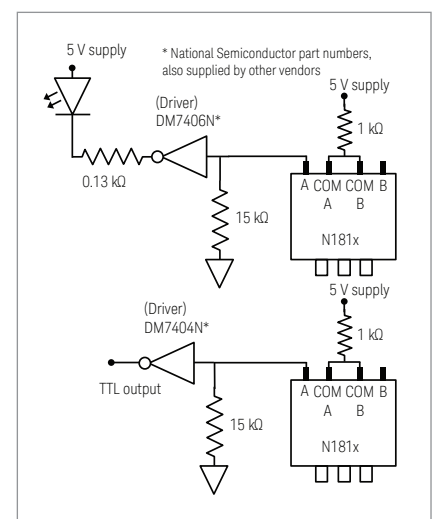 5 V supply
* National Semiconductor part numbers,
also supplied by other vendors
5 V supply
(Driver)
DM7406N*
1 kΩ
0.13 kΩ
A COM COM B
A B
15 kΩ
N181x
5 V supply
(Driver)
DM7404N*
1 kΩ
TTL output
A COM COM B
A B
15 kΩ
N181x